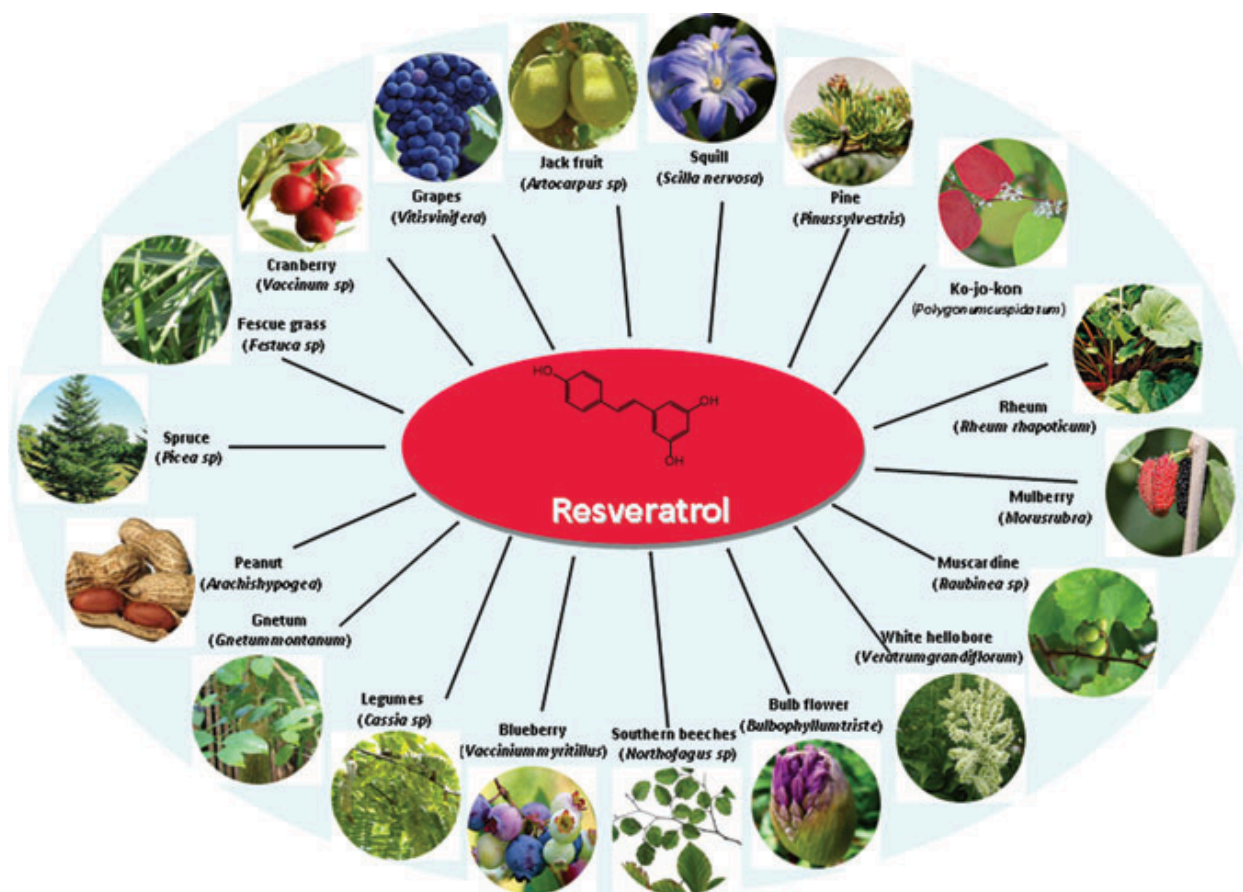 Jack fruit
(Artocarpus sp)
Squill
(Scilla nervosa)
Grapes
(Vitisvinifera)
Pine
(Pinussylvestris)
Cranberry
(Vaccinum sp)
Ko-jo-kon
(Polygonumcuspidatum)
Fescue grass
(Festuca sp)
Rheum
(Rheum rhapoticum)
Spruce
(Picea sp)
Mulberry
(Morusrubra)
HO
OH
OH
Resveratrol
Peanut
(Arachishypogea)
Muscardine
(Raubinea sp)
Gnetum
(Gnetummontanum)
White hellobore
(Veratrumgrandiflorum)
Legumes
(Cassia sp)
Blueberry
(Vacciniummyritillus)
Southern beeches
(Northofagus sp)
Bulb flower
(Bulbophyllumtriste)